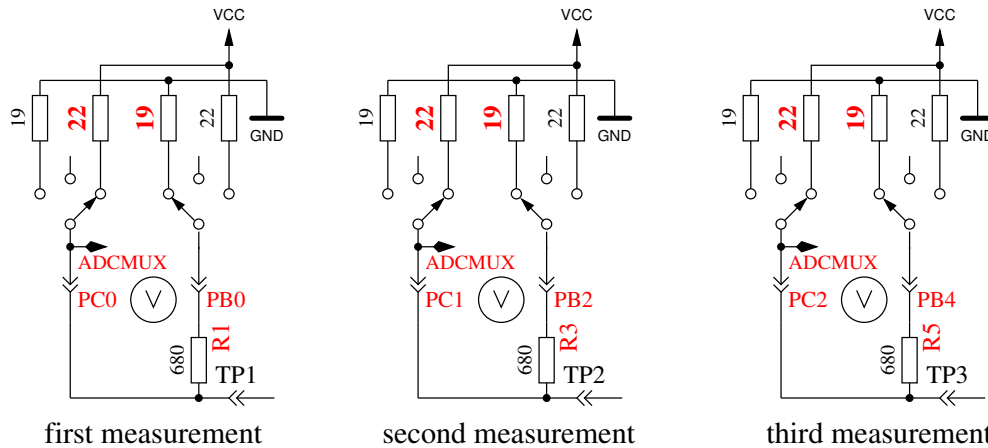 VCC
19
22
19
22
GND
ADCMUX
PC0
V
PB0
R1
680
TP1
first measurement
VCC
19
22
19
22
GND
ADCMUX
PC1
V
PB2
R3
680
TP2
second measurement
VCC
19
22
19
22
GND
ADCMUX
PC2
V
PB4
R5
680
TP3
third measurement